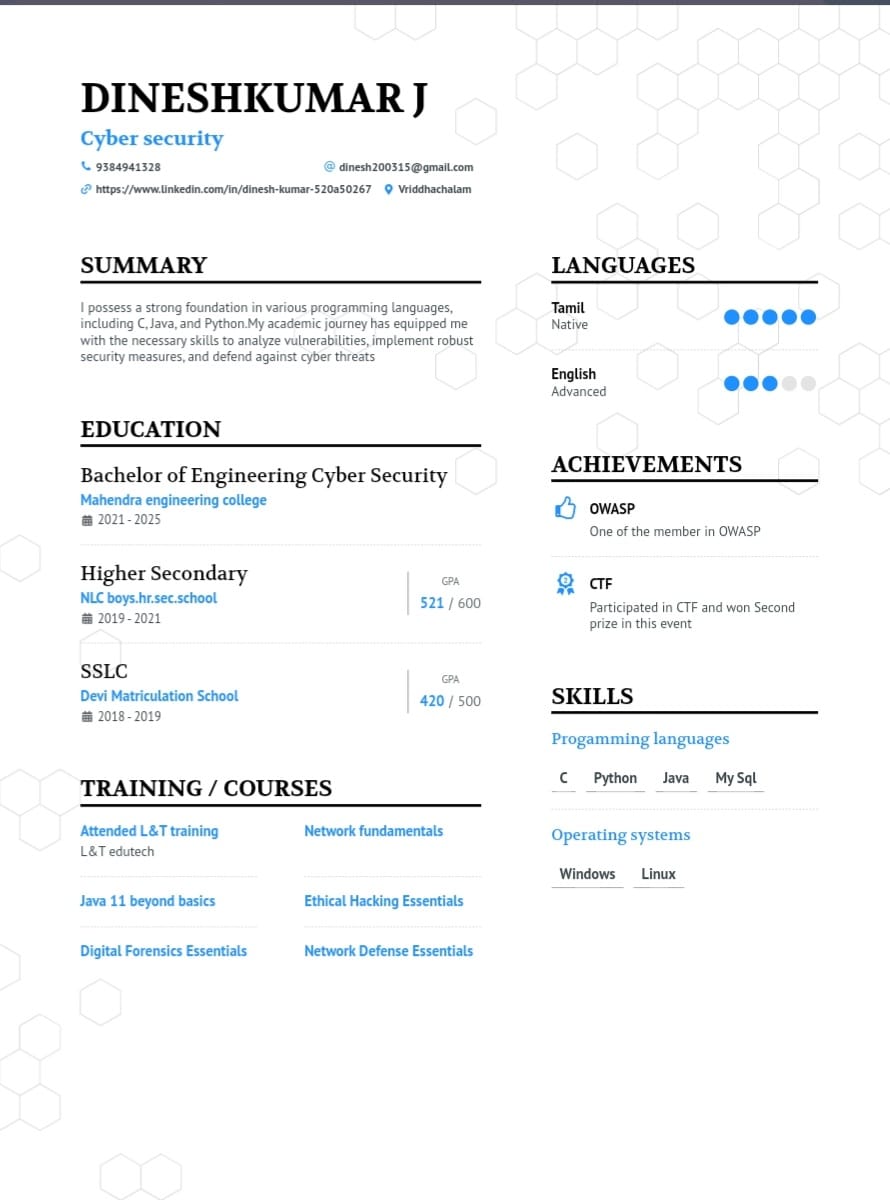 DINESHKUMAR J
Cyber security
9384941328
dinesh200315@gmail.com
https://www.linkedin.com/in/dinesh-kumar-520a50267
Vriddhachalam
SUMMARY
I possess a strong foundation in various programming languages,
including C, Java, and Python.My academic journey has equipped me
with the necessary skills to analyze vulnerabilities, implement robust
security measures, and defend against cyber threats
EDUCATION
Bachelor of Engineering Cyber Security
Mahendra engineering college
2021 - 2025
Higher Secondary
NLC boys.hr.sec.school
2019 - 2021
GPA
521 / 600
SSLC
Devi Matriculation School
2018 - 2019
GPA
420 / 500
TRAINING / COURSES
Attended L&T training
L&T edutech
Network fundamentals
Java 11 beyond basics
Ethical Hacking Essentials
Digital Forensics Essentials
Network Defense Essentials
LANGUAGES
Tamil
Native
English
Advanced
ACHIEVEMENTS
OWASP
One of the member in OWASP
CTF
Participated in CTF and won Second
prize in this event
SKILLS
Progamming languages
C Python Java My Sql
Operating systems
Windows Linux